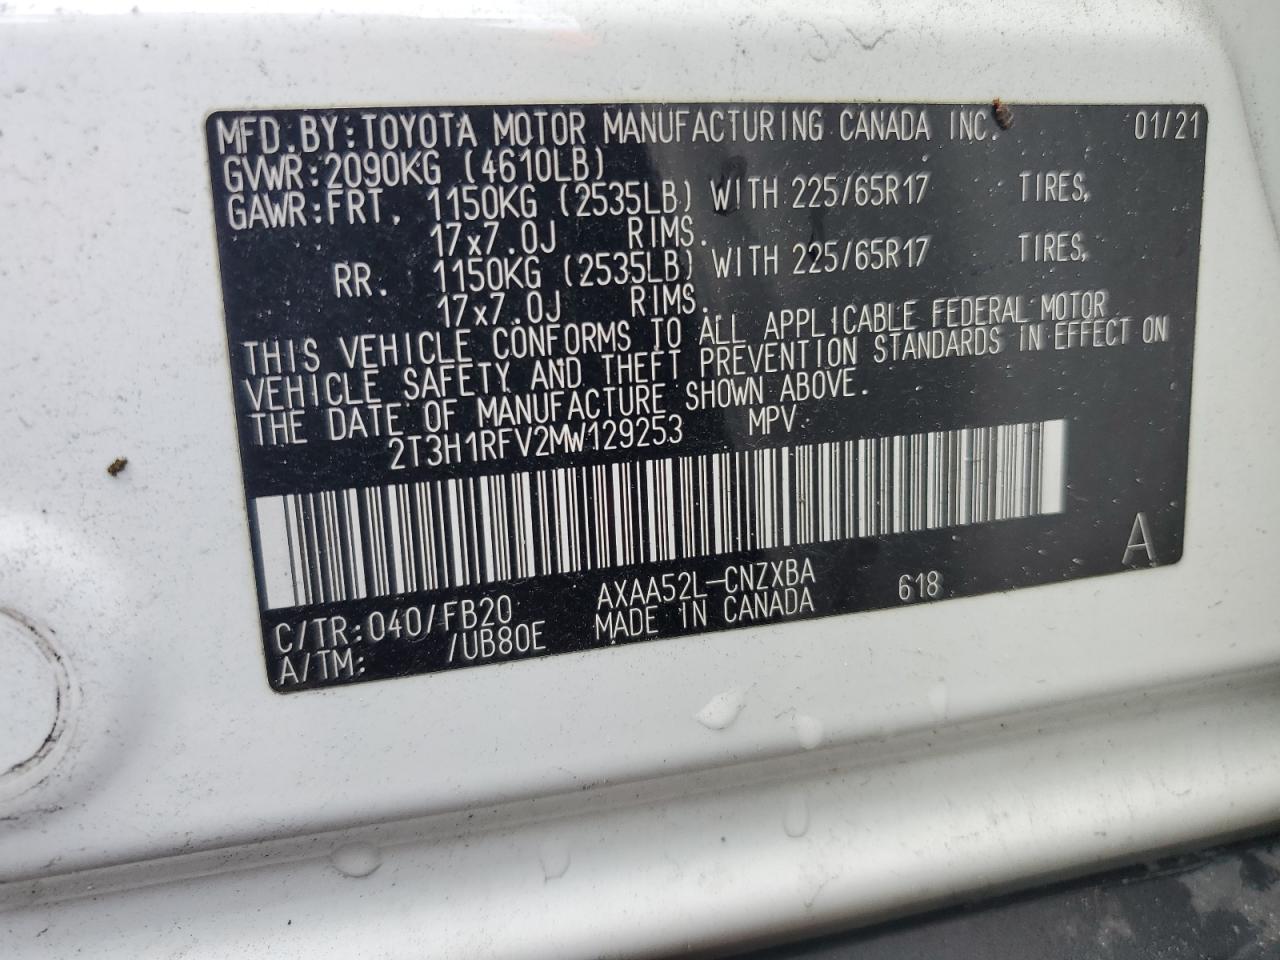 MFD.BY:TOYOTA MOTOR MANUFACTURING CANADA INC. 01/21
GVWR:2090KG (4610LB)
GAWR:FRT. 1150KG (2535LB) WITH 225/65R17 TIRES,
17x7.0J RIMS.
RR. 1150KG (2535LB) WITH 225/65R17 TIRES,
17x7.0J RIMS.
THIS VEHICLE CONFORMS TO ALL APPLICABLE FEDERAL MOTOR
VEHICLE SAFETY AND THEFT PREVENTION STANDARDS IN EFFECT ON
THE DATE OF MANUFACTURE SHOWN ABOVE.
2T3H1RFV2MW129253 MPV
A
C/TR:040/FB20 AXAA52L-CNZXBA 618
A/TM: /UB80E MADE IN CANADA